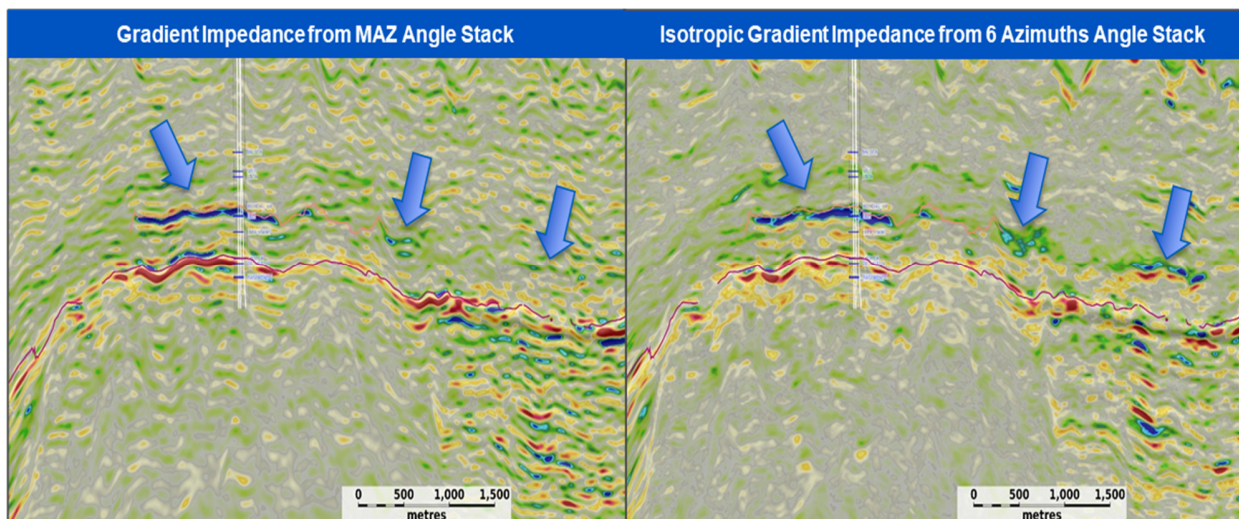 Gradient Impedance from MAZ Angle Stack
Isotropic Gradient Impedance from 6 Azimuths Angle Stack
0 500 1,000 1,500
metres
0 500 1,000 1,500
metres